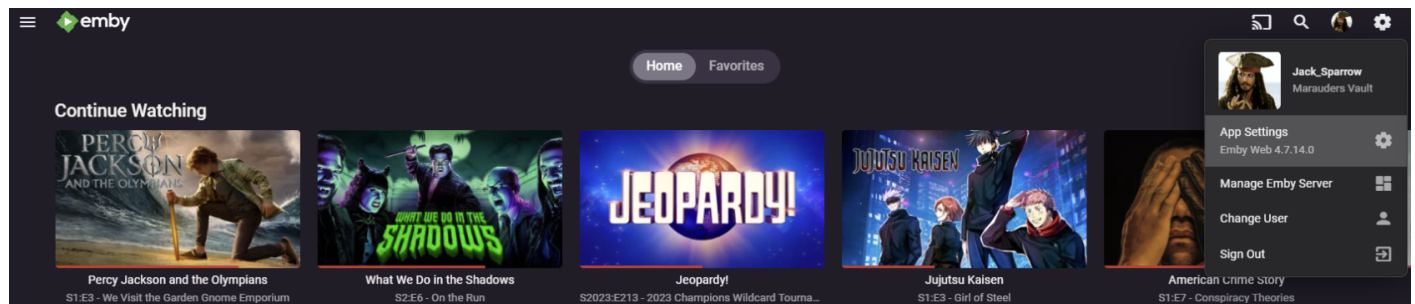 emby
Home Favorites
Jack_Sparrow
Marauders Vault
App Settings
Emby Web 4.7.14.0
Manage Emby Server
Change User
Sign Out
Continue Watching
PERCY
JACKSON
AND THE OLYMPIANS
WHAT WE DO IN THE
SHADOWS
JEOPARDY!
JUJUTSU KAISEN
Percy Jackson and the Olympians
S1:E3 - We Visit the Garden Gnome Emporium
What We Do in the Shadows
S2:E6 - On the Run
Jeopardy!
S2023:E213 - 2023 Champions Wildcard Tourna...
Jujutsu Kaisen
S1:E3 - Girl of Steel
American Crime Story
S1:E7 - Conspiracy Theories